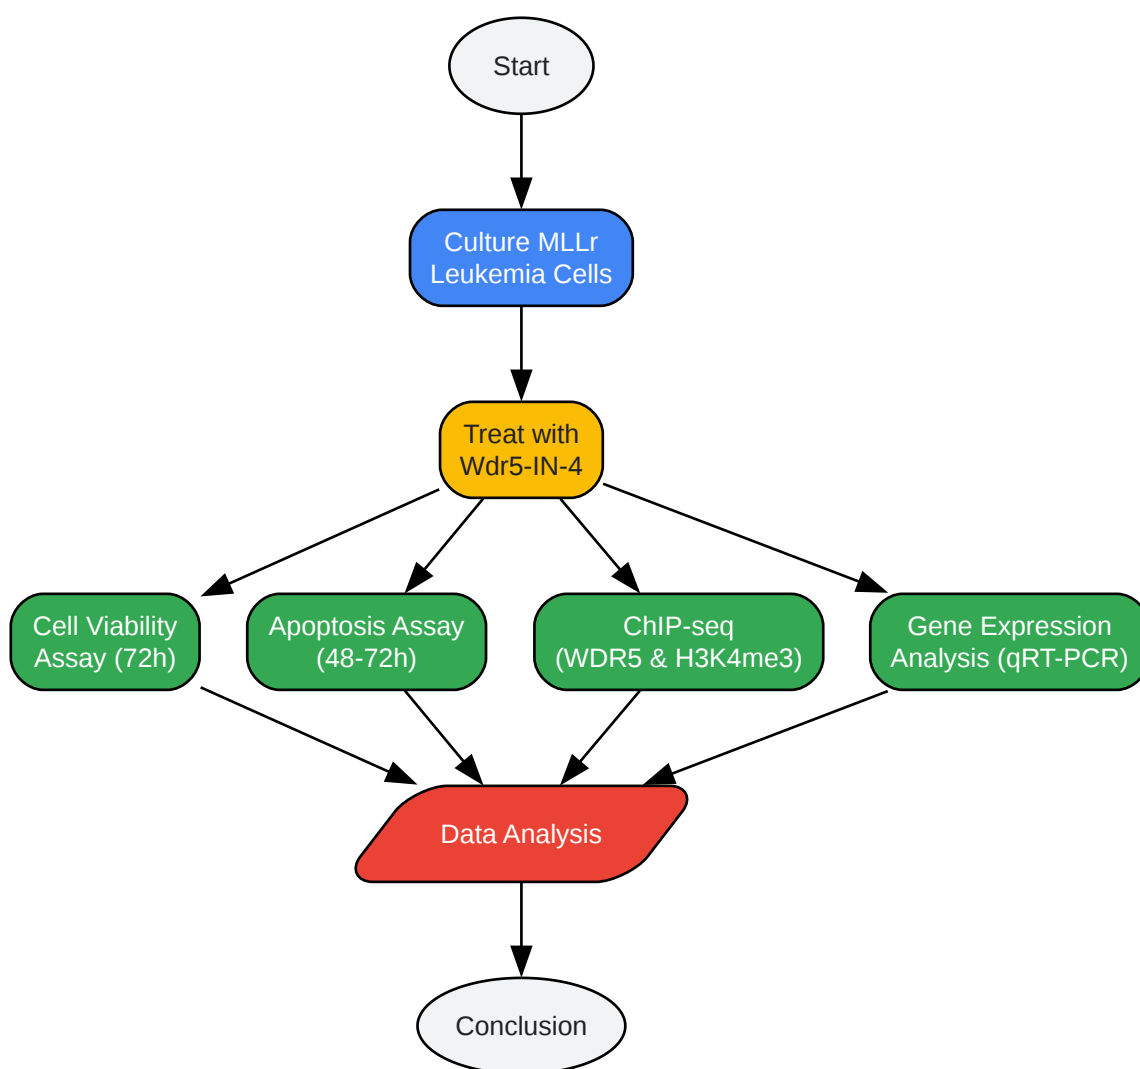 Start
Culture MLLr
Leukemia Cells
Treat with
Wdr5-IN-4
Cell Viability
Assay (72h)
Apoptosis Assay
(48-72h)
ChIP-seq
(WDR5 & H3K4me3)
Gene Expression
Analysis (qRT-PCR)
Data Analysis
Conclusion